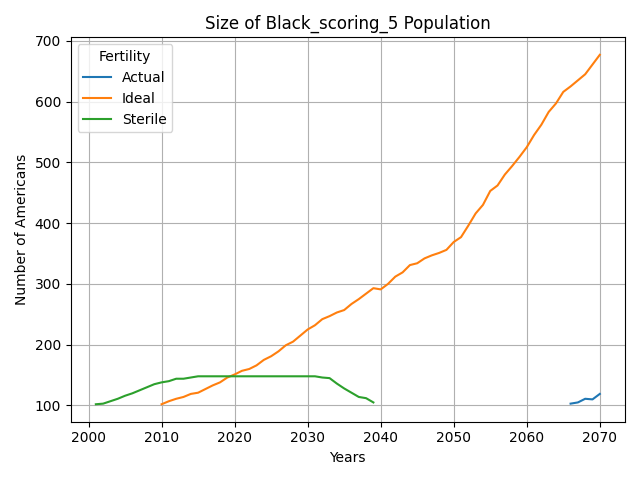 Size of Black_scoring_5 Population
Number of Americans
700
600
500
400
300
200
100
Fertility
Actual
Ideal
Sterile
2000 2010 2020 2030 2040 2050 2060 2070
Years